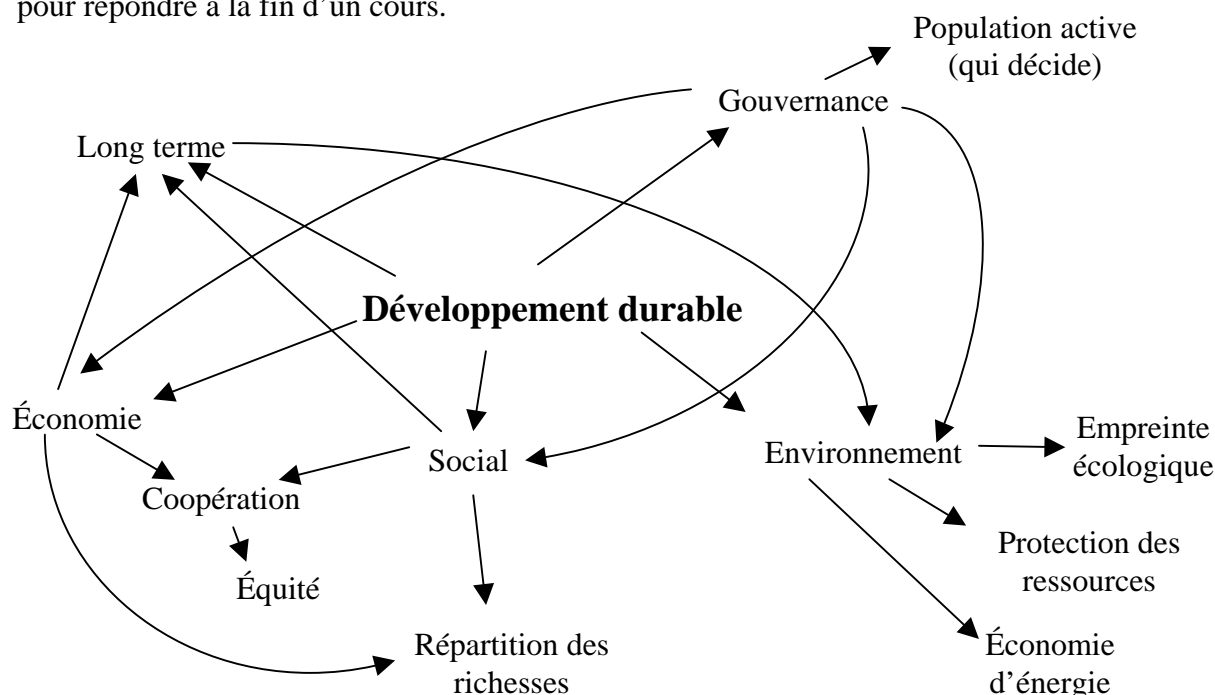 pour répondre à la fin d'un cours.
Population active
(qui décide)
Gouvernance
Long terme
Développement durable
Économie
Social
Environnement
Empreinte
écologique
Coopération
Équité
Protection des
ressources
Répartition des
richesses
Économie
d'énergie